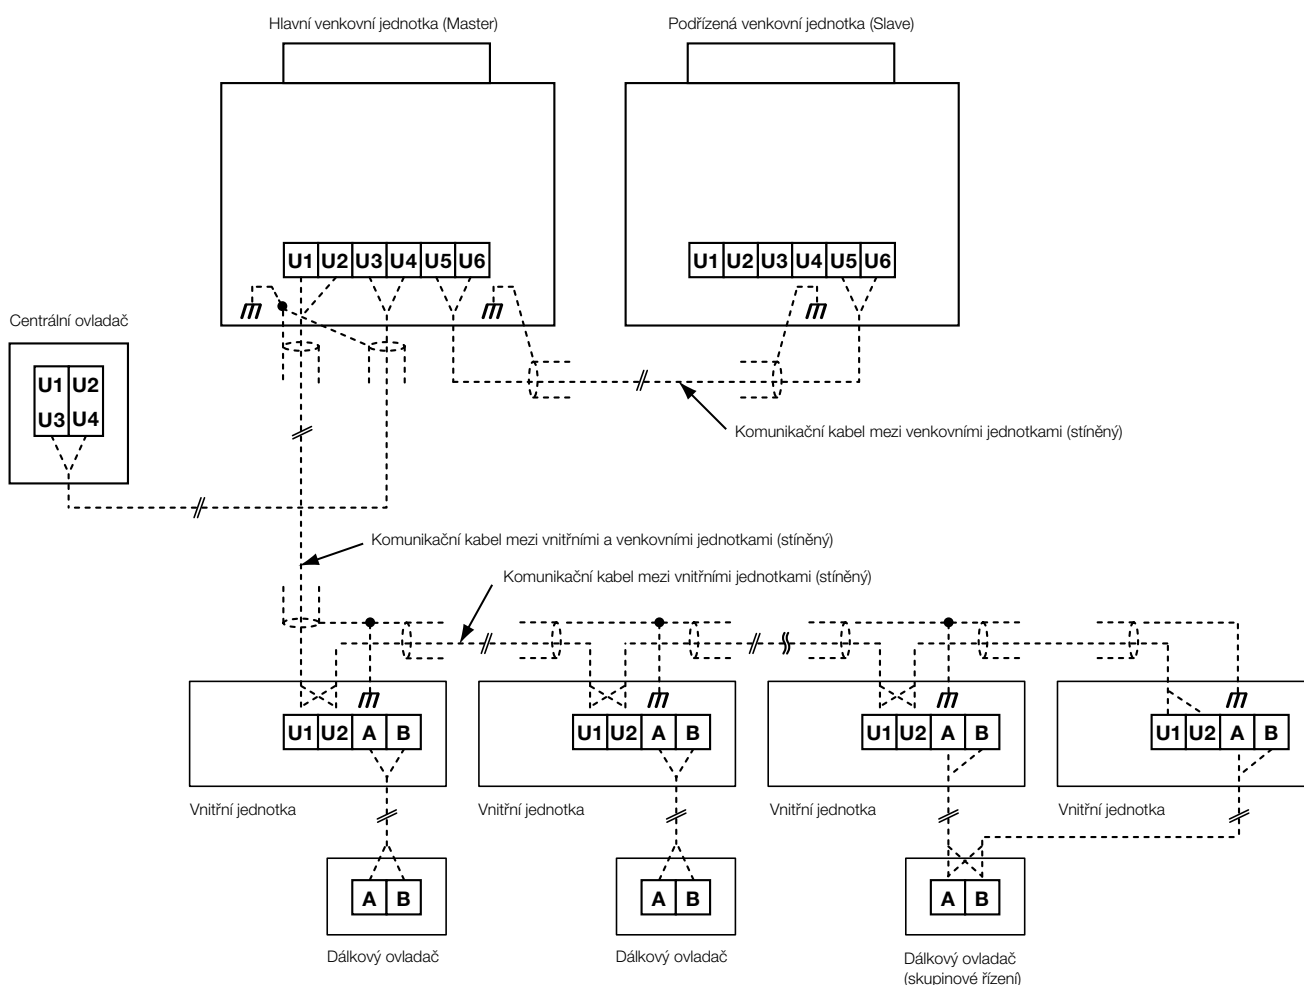 Hlavní venkovní jednotka (Master)
Podřízená venkovní jednotka (Slave)
U1 U2 U3 U4 U5 U6
U1 U2 U3 U4 U5 U6
Centrální ovladač
U1 U2
U3 U4
Komunikační kabel mezi venkovními jednotkami (stíněný)
Komunikační kabel mezi vnitřními a venkovními jednotkami (stíněný)
Komunikační kabel mezi vnitřními jednotkami (stíněný)
U1 U2 A B
U1 U2 A B
U1 U2 A B
U1 U2 A B
Vnitřní jednotka
Vnitřní jednotka
Vnitřní jednotka
Vnitřní jednotka
A B
A B
A B
Dálkový ovladač
Dálkový ovladač
Dálkový ovladač
(skupinové řízení)